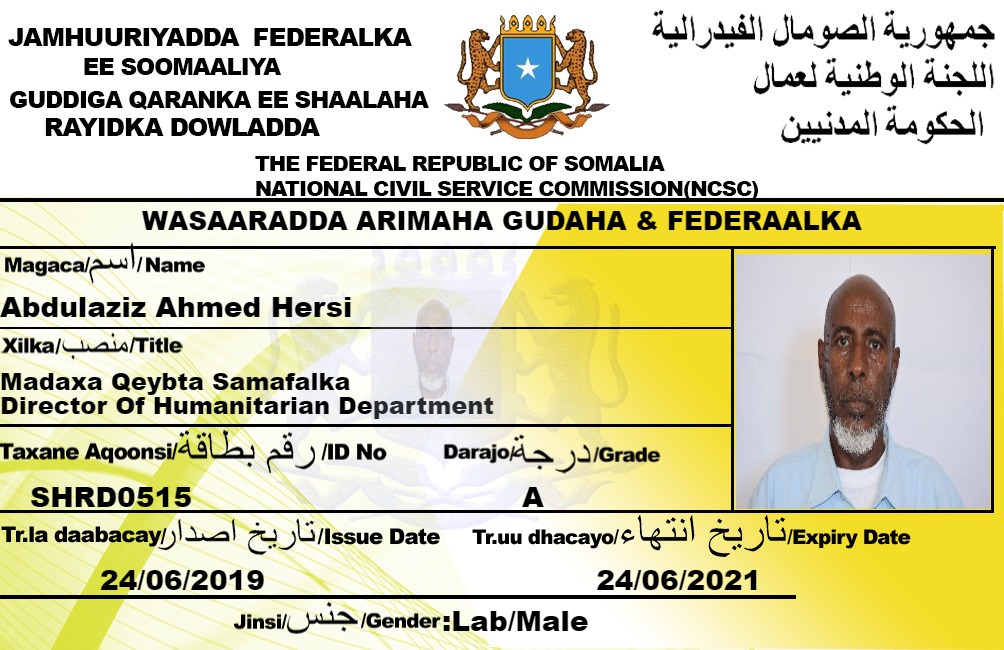 JAMHUURIYADDA FEDERALKA
EE SOOMAALIYA
GUDDIGA QARANKA EE SHAALAHA
RAYIDKA DOWLADDA
جمهورية الصومال الفيدرالية
اللجنة الوطنية لعمال
الحكومة المدنيين
THE FEDERAL REPUBLIC OF SOMALIA
NATIONAL CIVIL SERVICE COMMISSION(NCSC)
WASAARADDA ARIMAHA GUDAHA & FEDERAALKA
Magaca/اسم/Name
Abdulaziz Ahmed Hersi
Xilka/منصب/Title
Madaxa Qeybta Samafalka
Director Of Humanitarian Department
Taxane Aqoonsi/رقم بطاقة/ID No
Darajo/درجة/Grade
SHRD0515
A
Tr.la daabacay/تاريخ اصدار/Issue Date
Tr.uu dhacayo/تاريخ انتهاء/Expiry Date
24/06/2019
24/06/2021
Jinsi/جنس/Gender:Lab/Male